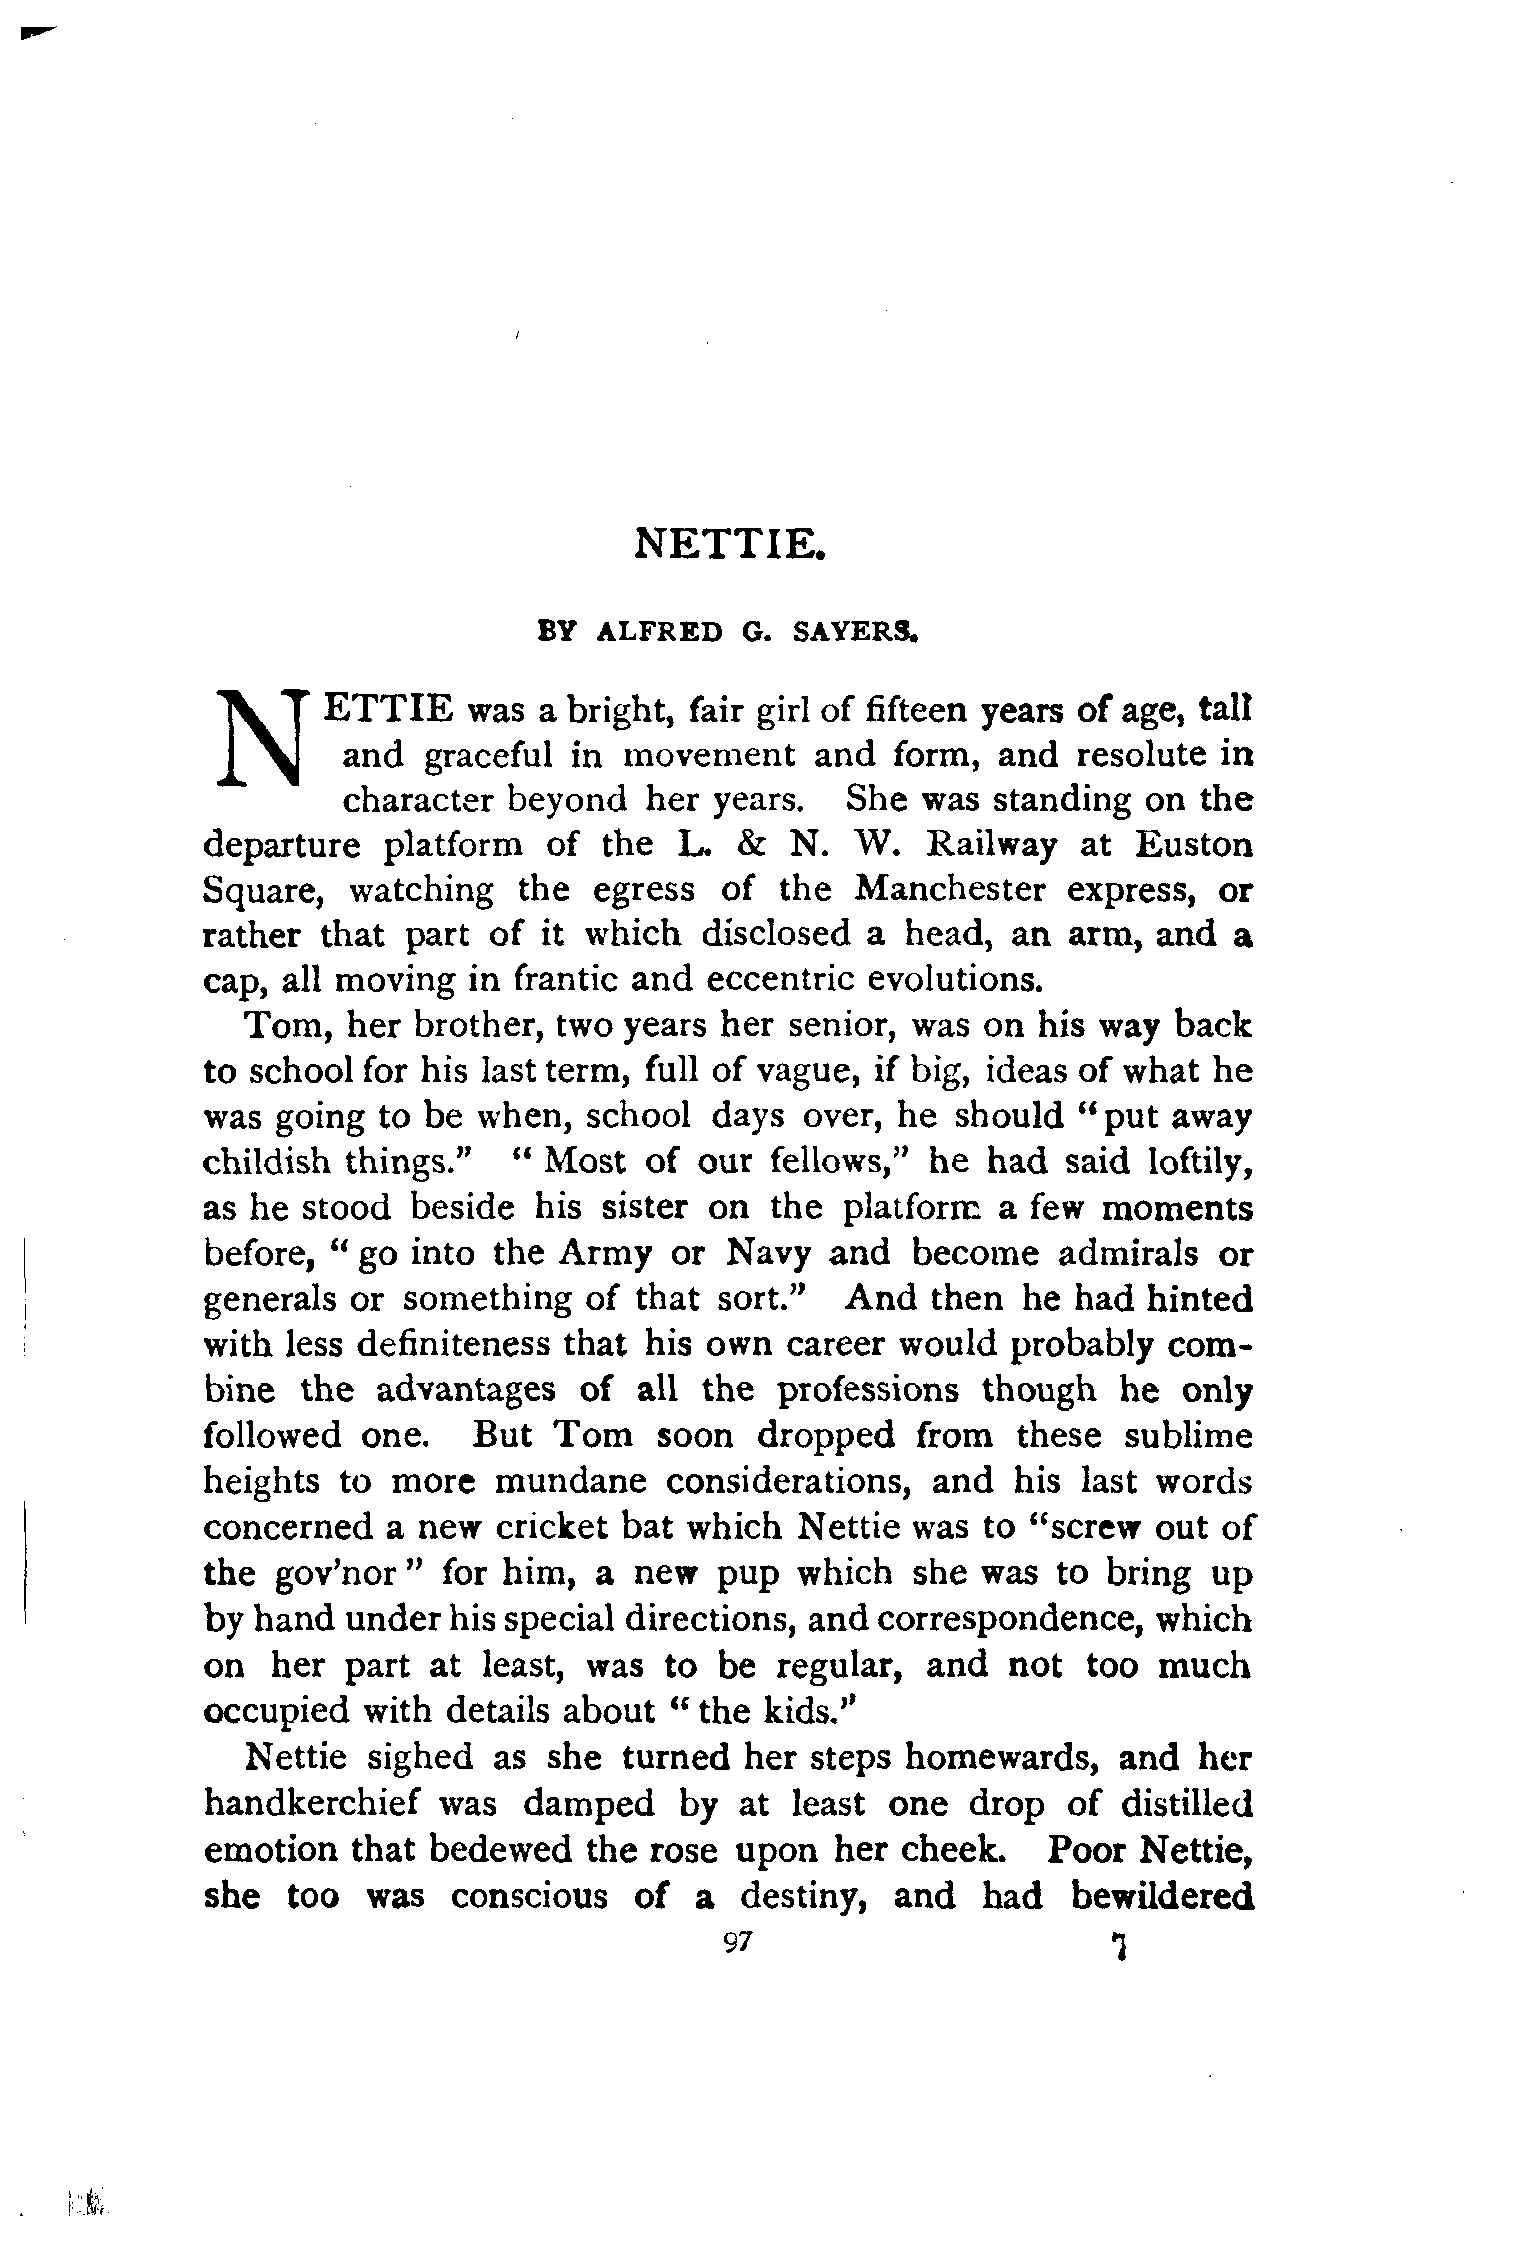 NETTIE.
BY ALFRED G. SAYERS.
NETTIE was a bright, fair girl of fifteen years of age, tall
and graceful in movement and form, and resolute in
character beyond her years. She was standing on the
departure platform of the L. & N. W. Railway at Euston
Square, watching the egress of the Manchester express, or
rather that part of it which disclosed a head, an arm, and a
cap, all moving in frantic and eccentric evolutions.
Tom, her brother, two years her senior, was on his way back
to school for his last term, full of vague, if big, ideas of what he
was going to be when, school days over, he should “put away
childish things.” “Most of our fellows,” he had said loftily,
as he stood beside his sister on the platform a few moments
before, “go into the Army or Navy and become admirals or
generals or something of that sort.” And then he had hinted
with less definiteness that his own career would probably com-
bine the advantages of all the professions though he only
followed one. But Tom soon dropped from these sublime
heights to more mundane considerations, and his last words
concerned a new cricket bat which Nettie was to “screw out of
the gov’nor” for him, a new pup which she was to bring up
by hand under his special directions, and correspondence, which
on her part at least, was to be regular, and not too much
occupied with details about “the kids.”
Nettie sighed as she turned her steps homewards, and her
handkerchief was damped by at least one drop of distilled
emotion that bedewed the rose upon her cheek. Poor Nettie,
she too was conscious of a destiny, and had bewildered
97 7